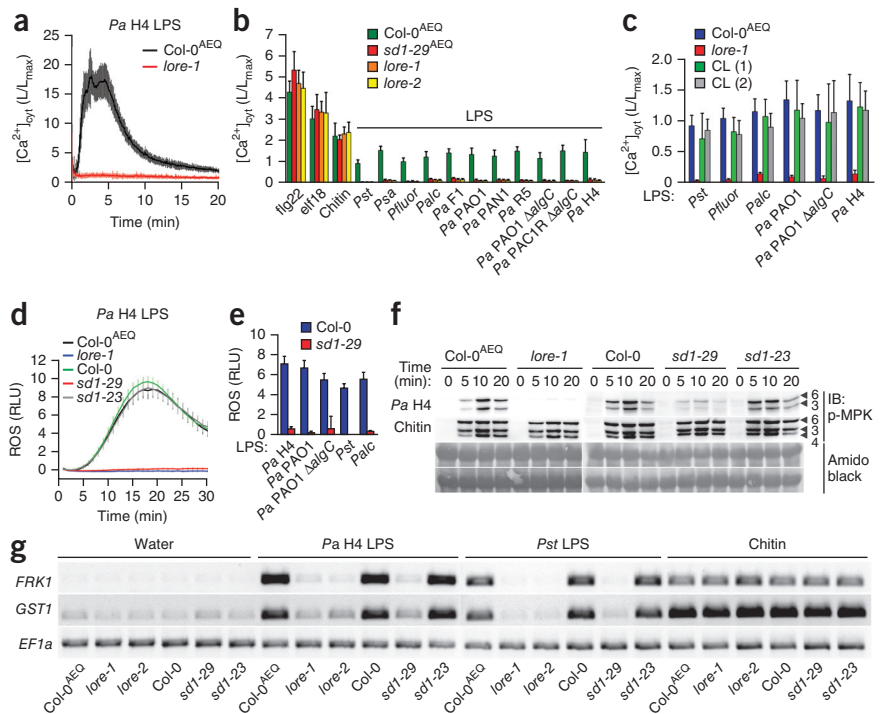 a
Pa H4 LPS
[Ca2+]cyt (L/Lmax)
25
20
15
10
5
0
Col-0AEQ
lore-1
0 5 10 15 20
Time (min)
b
[Ca2+]cyt (L/Lmax)
7
6
5
4
3
2
1
0
Col-0AEQ
sd1-29AEQ
lore-1
lore-2
LPS
flg22
elf18
Chitin
Pst
Psa
Pfluor
Palc
Pa F1
Pa PAO1
Pa PAN1
Pa R5
Pa PAO1 ΔalgC
Pa PAC1R ΔalgC
Pa H4
c
[Ca2+]cyt (L/Lmax)
2.0
1.5
1.0
0.5
0
Col-0AEQ
lore-1
CL (1)
CL (2)
LPS:
Pst
Pfluor
Palc
Pa PAO1
Pa PAO1 ΔalgC
Pa H4
d
Pa H4 LPS
ROS (RLU)
12
10
8
6
4
2
0
Col-0AEQ
lore-1
Col-0
sd1-29
sd1-23
0 10 20 30
Time (min)
e
ROS (RLU)
10
8
6
4
2
0
Col-0
sd1-29
LPS:
Pa H4
Pa PAO1
Pa PAO1 ΔalgC
Pst
Palc
f
Time (min):
Col-0AEQ lore-1 Col-0 sd1-29 sd1-23
0 5 10 20 0 5 10 20 0 5 10 20 0 5 10 20 0 5 10 20
Pa H4
6
3
Chitin
6
3
4
IB: p-MPK
Amido black
g
Water Pa H4 LPS Pst LPS Chitin
FRK1
GST1
EF1a
Col-0AEQ lore-1 lore-2 Col-0 sd1-29 sd1-23 Col-0AEQ lore-1 lore-2 Col-0 sd1-29 sd1-23 Col-0AEQ lore-1 lore-2 Col-0 sd1-29 sd1-23 Col-0AEQ lore-1 lore-2 Col-0 sd1-29 sd1-23